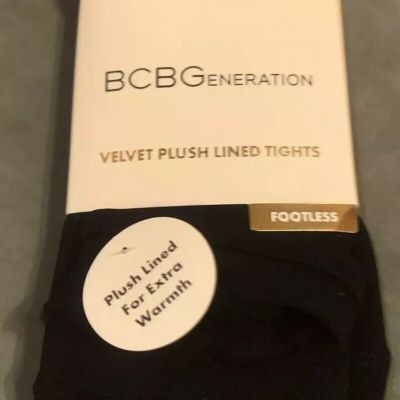 BCBGENERATION
VELVET PLUSH LINED TIGHTS
FOOTLESS
Plush Lined
For Extra
Warmth